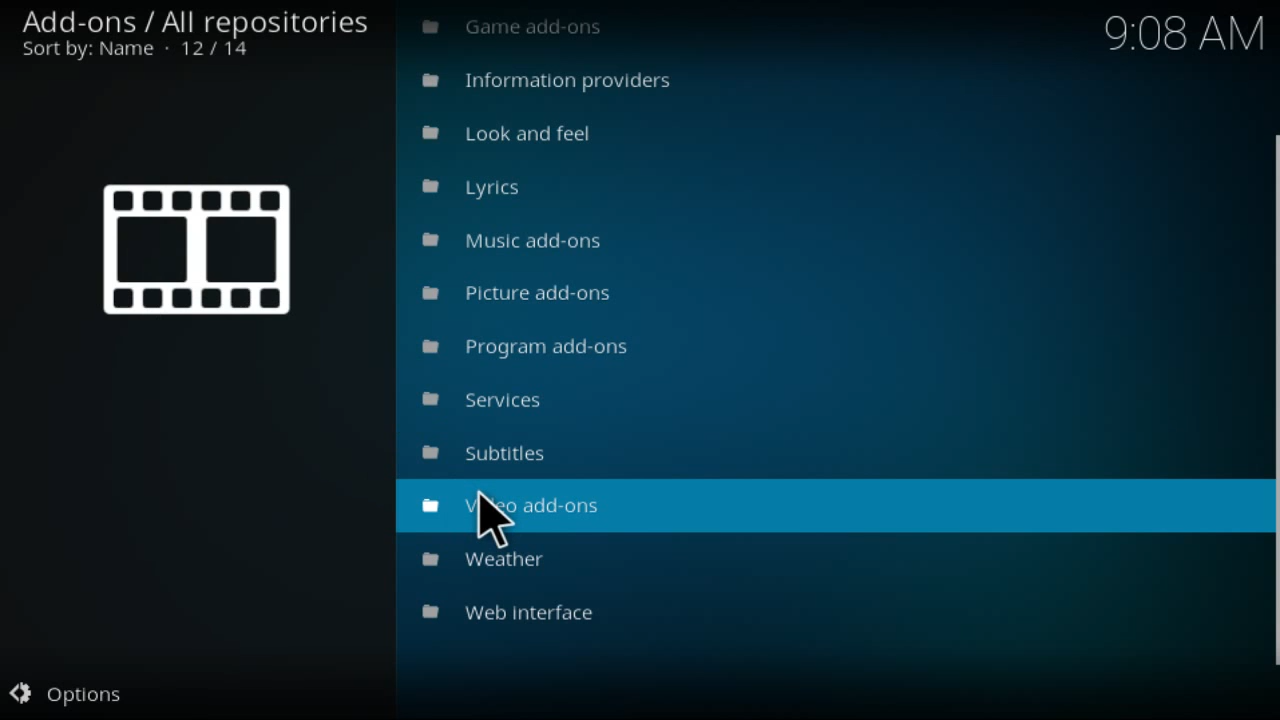 Add-ons / All repositories
Sort by: Name · 12 / 14
9:08 AM
Game add-ons
Information providers
Look and feel
Lyrics
Music add-ons
Picture add-ons
Program add-ons
Services
Subtitles
Video add-ons
Weather
Web interface
Options